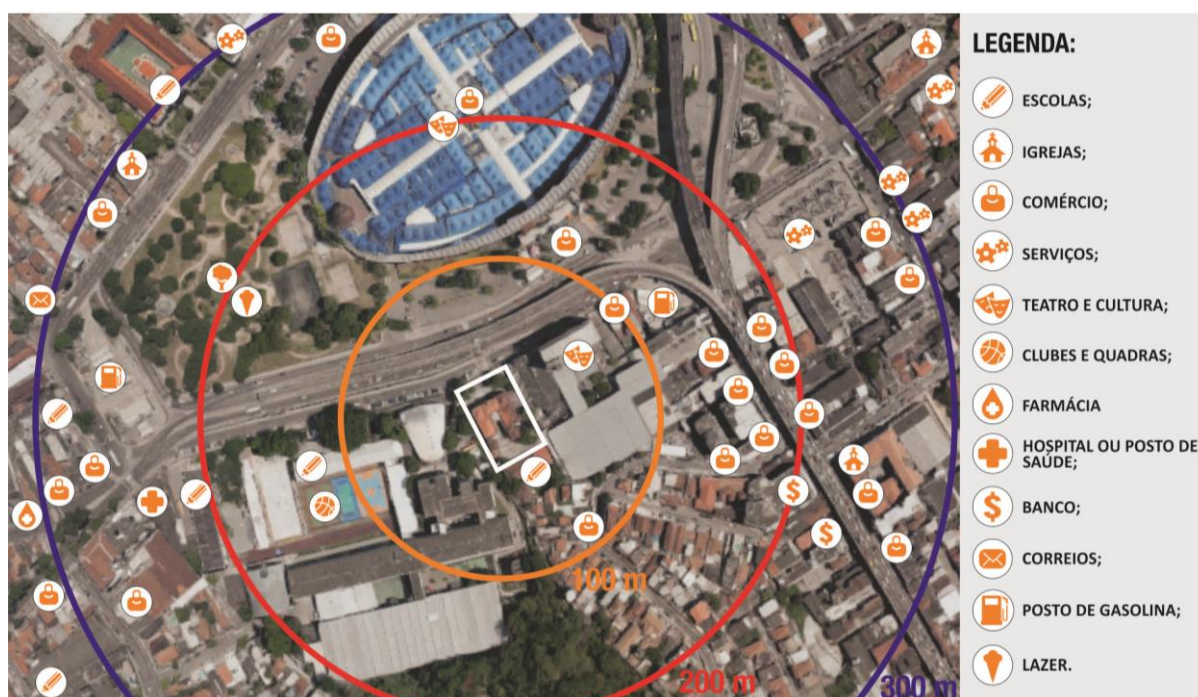 LEGENDA:
ESCOLAS;
IGREJAS;
COMÉRCIO;
SERVIÇOS;
TEATRO E CULTURA;
CLUBES E QUADRAS;
FARMÁCIA
HOSPITAL OU POSTO DE
SAÚDE;
BANCO;
CORREIOS;
POSTO DE GASOLINA;
LAZER.
100 m
200 m
300 m